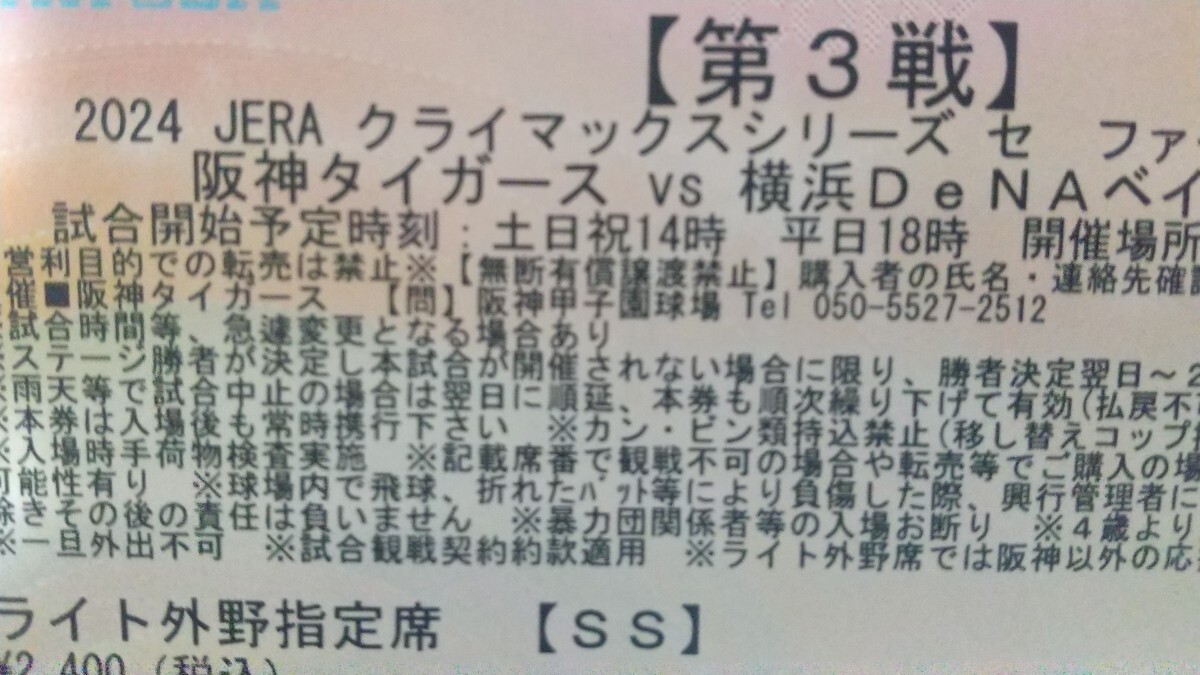 【第3戦】
2024 JERA クライマックスシリーズ セ ファ
阪神タイガース vs 横浜DeNAベイ
試合開始予定時刻：土日祝14時 平日18時 開催場所
営利目的での転売は禁止※【無断有償譲渡禁止】購入者の氏名・連絡先確認
催■阪神タイガース 【問】阪神甲子園球場 Tel 050-5527-2512
試合時間等、急遽変更となる場合あり
※ステージ勝者が決定し本試合が開催されない場合に限り、勝者決定翌日～2
※雨天等で試合中止の場合は翌日に順延、本券も順次繰り下げて有効(払戻不
※本券は入場後も常時携行下さい ※カン・ビン類持込禁止(移し替えコップ
※入場時手荷物検査実施 ※記載席番で観戦不可の場合や転売等でご購入の場
可能性有り ※球場内で飛球、折れたバット等により負傷した際、興行管理者に
除きその後の責任は負いません ※暴力団関係者等の入場お断り ※4歳より
※一旦外出不可 ※試合観戦契約約款適用 ※ライト外野席では阪神以外の応
ライト外野指定席 【SS】
¥2,400(税込)